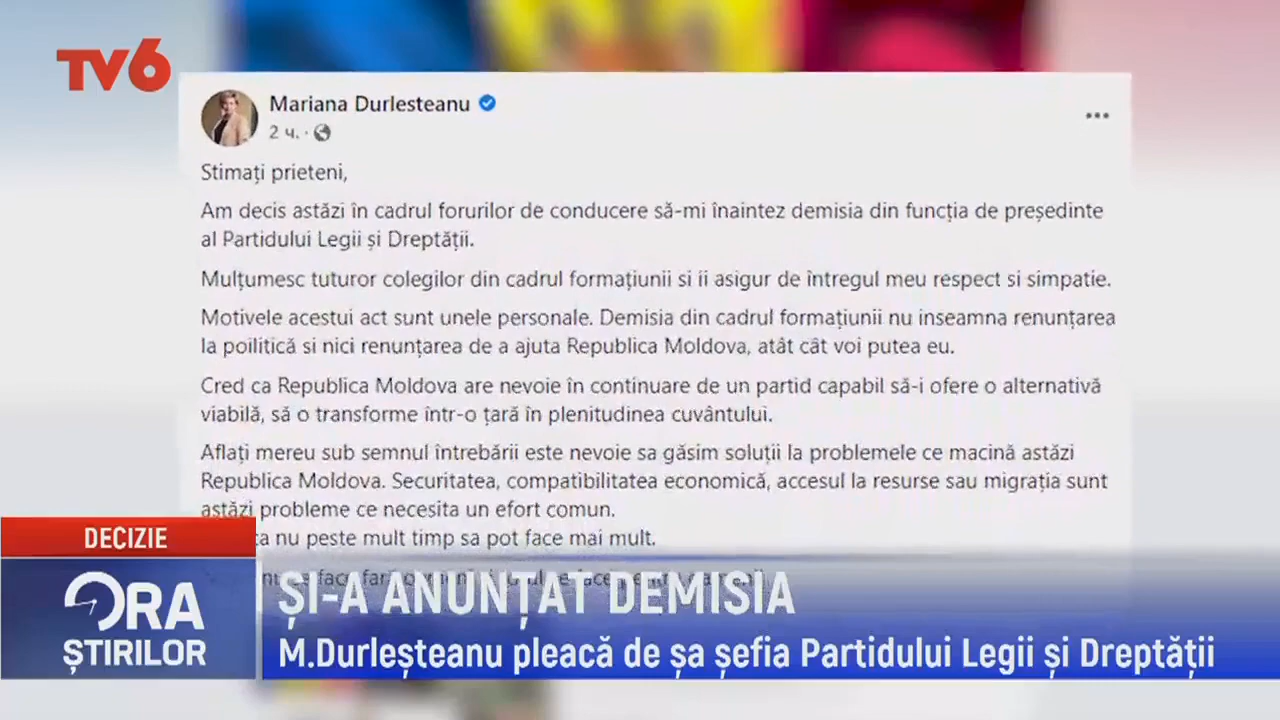 TV6
Mariana Durlesteanu
2 ч. ·
Stimați prieteni,
Am decis astăzi în cadrul forurilor de conducere să-mi înaintez demisia din funcția de președinte
al Partidului Legii și Dreptății.
Mulțumesc tuturor colegilor din cadrul formațiunii si ii asigur de întregul meu respect si simpatie.
Motivele acestui act sunt unele personale. Demisia din cadrul formațiunii nu inseamna renunțarea
la poilitică si nici renunțarea de a ajuta Republica Moldova, atât cât voi putea eu.
Cred ca Republica Moldova are nevoie în continuare de un partid capabil să-i ofere o alternativă
viabilă, să o transforme într-o țară în plenitudinea cuvântului.
Aflați mereu sub semnul întrebării este nevoie sa găsim soluții la problemele ce macină astăzi
Republica Moldova. Securitatea, compatibilitatea economică, accesul la resurse sau migrația sunt
astăzi probleme ce necesita un efort comun.
ca nu peste mult timp sa pot face mai mult.
DECIZIE
ORA
ȘTIRILOR
ȘI-A ANUNȚAT DEMISIA
M.Durleșteanu pleacă de șa șefia Partidului Legii și Dreptății